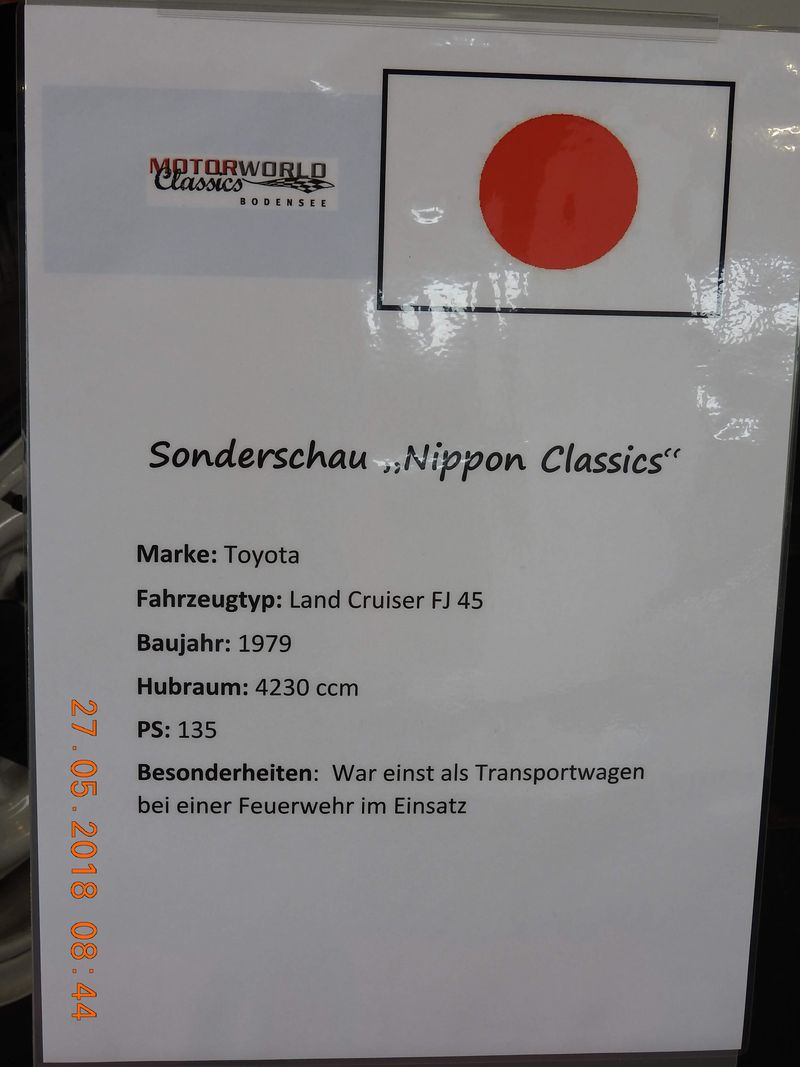 MOTORWORLD
Classics
BODENSEE
Sonderschau „Nippon Classics“
Marke: Toyota
Fahrzeugtyp: Land Cruiser FJ 45
Baujahr: 1979
Hubraum: 4230 ccm
PS: 135
Besonderheiten: War einst als Transportwagen
bei einer Feuerwehr im Einsatz
27.05.2018 08:44